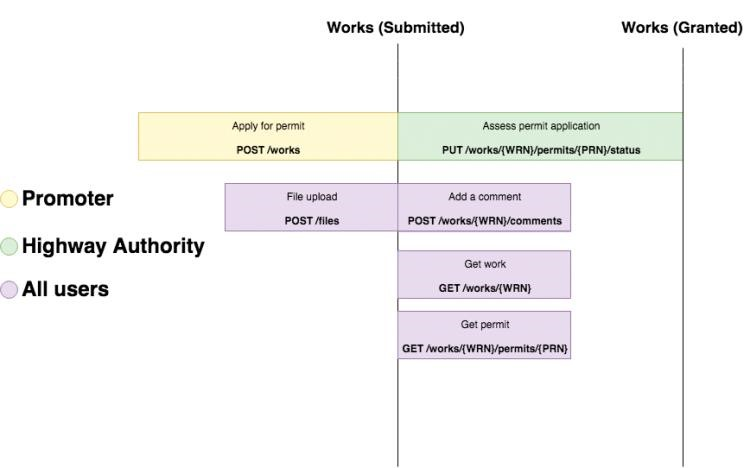 Works (Submitted)
Works (Granted)
Apply for permit
POST /works
Assess permit application
PUT /works/{WRN}/permits/{PRN}/status
Promoter
File upload
POST /files
Add a comment
POST /works/{WRN}/comments
Highway Authority
Get work
GET /works/{WRN}
All users
Get permit
GET /works/{WRN}/permits/{PRN}